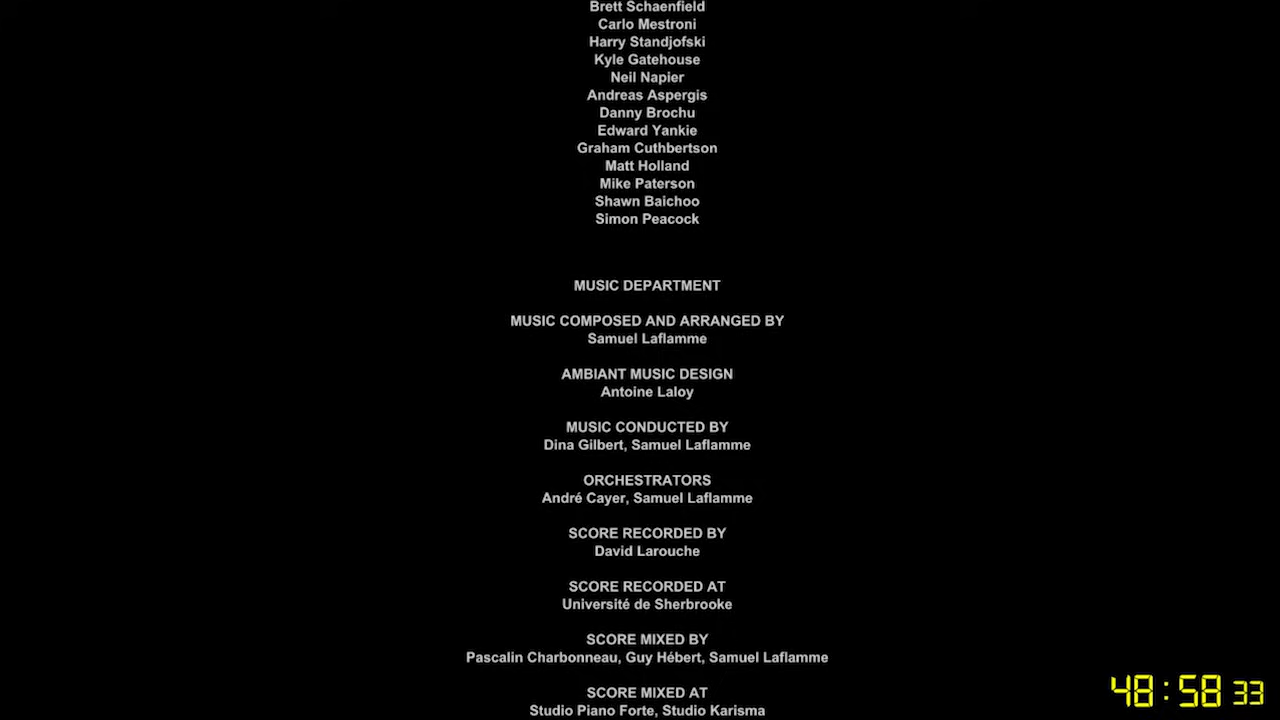 Brett Schaenfield
Carlo Mestroni
Harry Standjofski
Kyle Gatehouse
Neil Napier
Andreas Aspergis
Danny Brochu
Edward Yankie
Graham Cuthbertson
Matt Holland
Mike Paterson
Shawn Baichoo
Simon Peacock
MUSIC DEPARTMENT
MUSIC COMPOSED AND ARRANGED BY
Samuel Laflamme
AMBIANT MUSIC DESIGN
Antoine Laloy
MUSIC CONDUCTED BY
Dina Gilbert, Samuel Laflamme
ORCHESTRATORS
André Cayer, Samuel Laflamme
SCORE RECORDED BY
David Larouche
SCORE RECORDED AT
Université de Sherbrooke
SCORE MIXED BY
Pascalin Charbonneau, Guy Hébert, Samuel Laflamme
SCORE MIXED AT
Studio Piano Forte, Studio Karisma
48:58 33